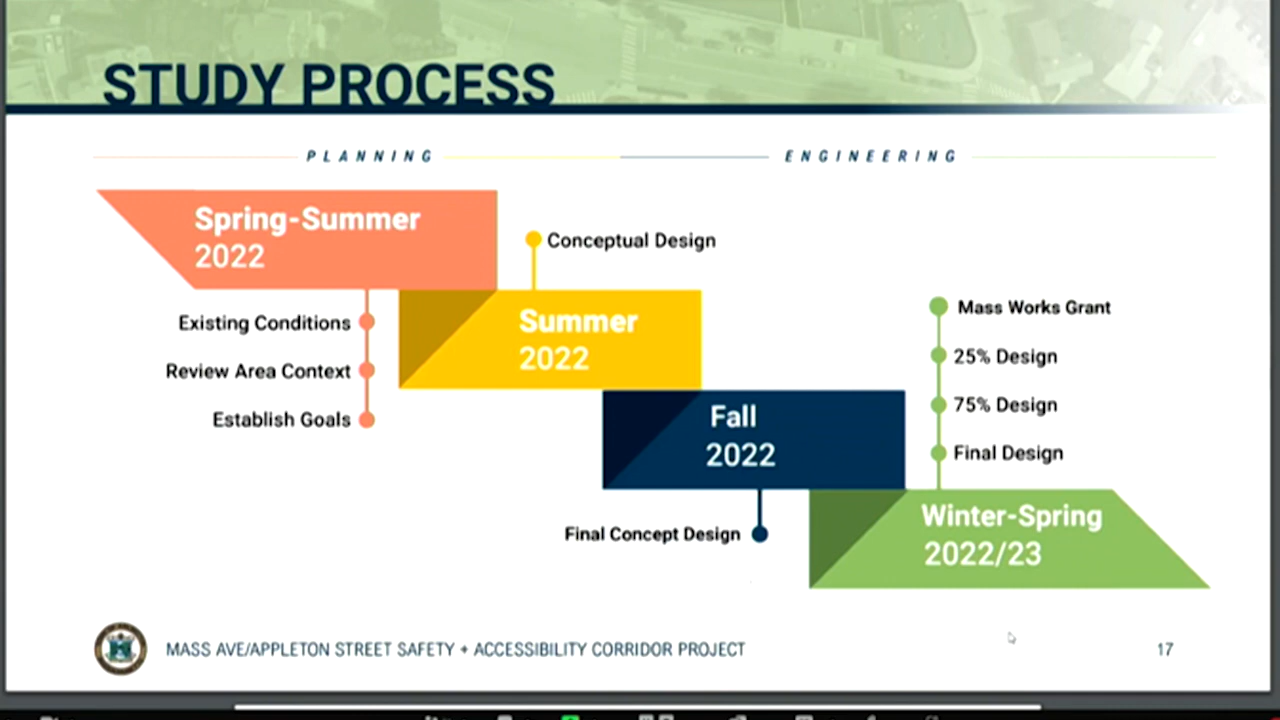 STUDY PROCESS
PLANNING
ENGINEERING
Spring-Summer
2022
Conceptual Design
Existing Conditions
Review Area Context
Establish Goals
Summer
2022
Mass Works Grant
25% Design
75% Design
Final Design
Fall
2022
Final Concept Design
Winter-Spring
2022/23
MASS AVE/APPLETON STREET SAFETY + ACCESSIBILITY CORRIDOR PROJECT
17